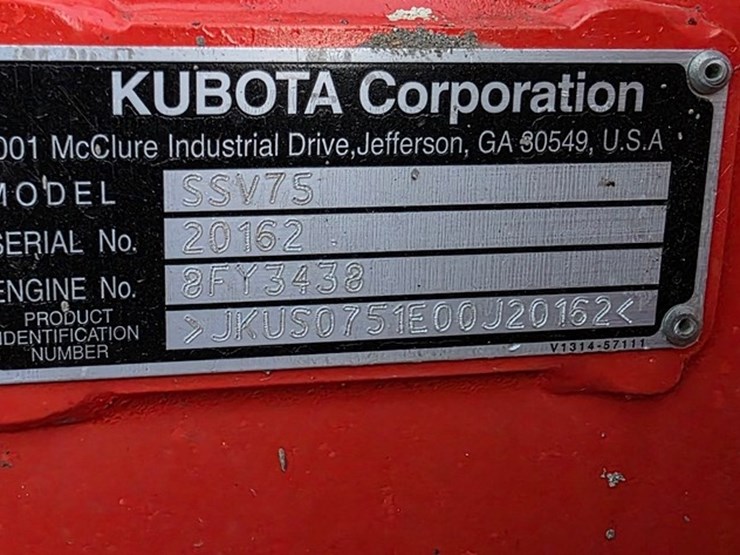 KUBOTA Corporation
001 McClure Industrial Drive,Jefferson, GA 30549, U.S.A
MODEL SSV75
SERIAL No. 20162
ENGINE No. 8FY3438
PRODUCT
IDENTIFICATION
NUMBER
>JKUS0751E00J20162<
V1314-57111